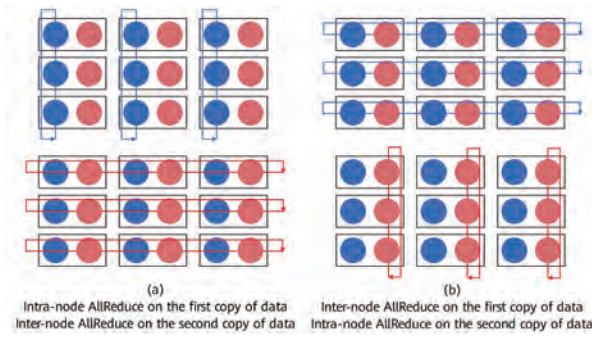 (a)
Intra-node AllReduce on the first copy of data
Inter-node AllReduce on the second copy of data
(b)
Inter-node AllReduce on the first copy of data
Intra-node AllReduce on the second copy of data